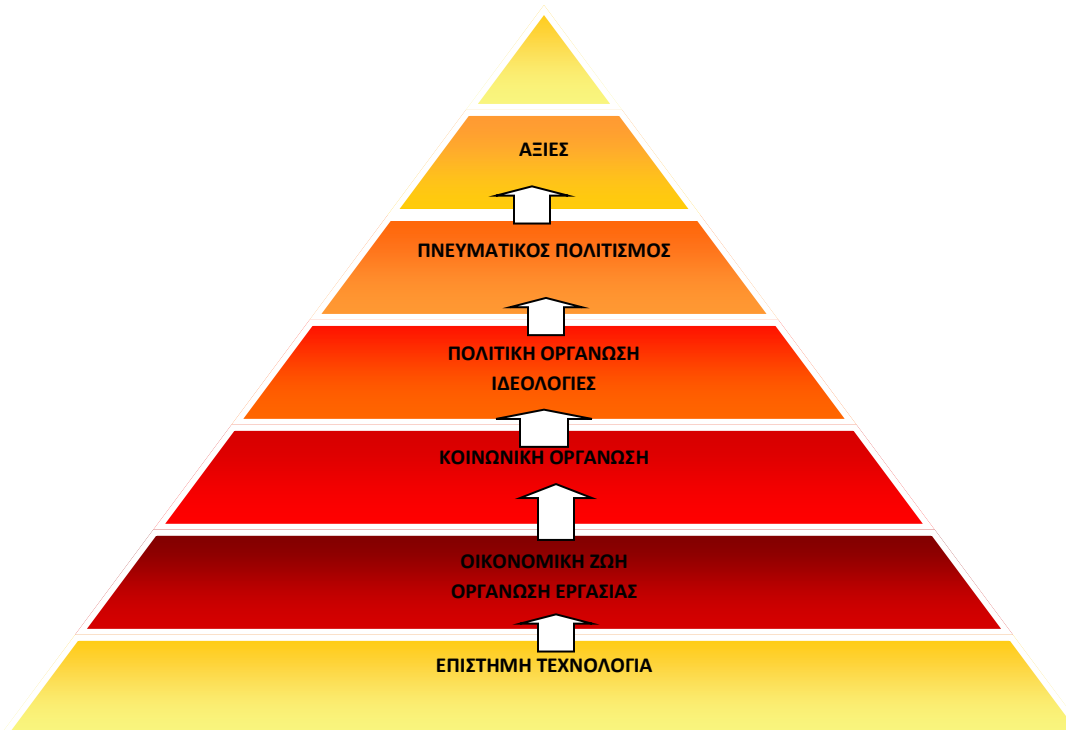 ΑΞΙΕΣ
ΠΝΕΥΜΑΤΙΚΟΣ ΠΟΛΙΤΙΣΜΟΣ
ΠΟΛΙΤΙΚΗ ΟΡΓΑΝΩΣΗ
ΙΔΕΟΛΟΓΙΕΣ
ΚΟΙΝΩΝΙΚΗ ΟΡΓΑΝΩΣΗ
ΟΙΚΟΝΟΜΙΚΗ ΖΩΗ
ΟΡΓΑΝΩΣΗ ΕΡΓΑΣΙΑΣ
ΕΠΙΣΤΗΜΗ ΤΕΧΝΟΛΟΓΙΑ